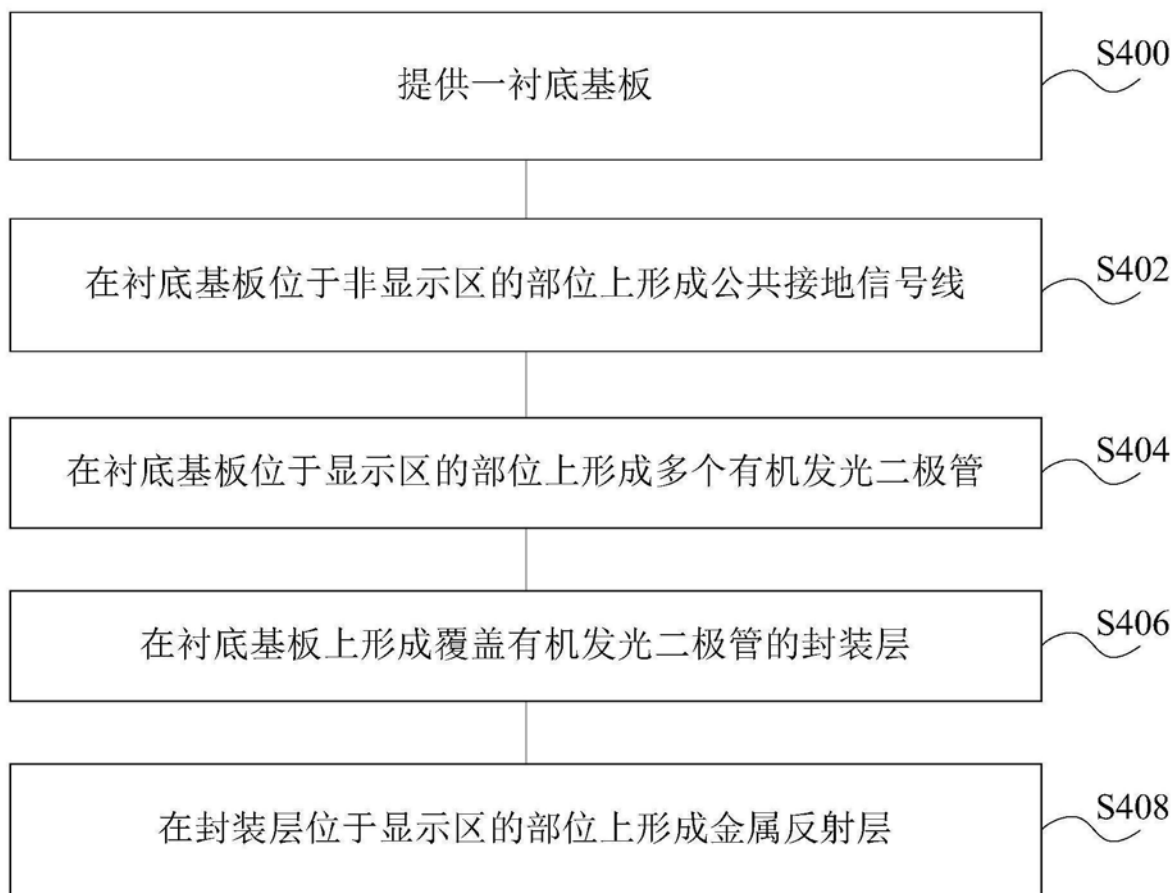 提供一衬底基板
S400
在衬底基板位于非显示区的部位上形成公共接地信号线
S402
在衬底基板位于显示区的部位上形成多个有机发光二极管
S404
在衬底基板上形成覆盖有机发光二极管的封装层
S406
在封装层位于显示区的部位上形成金属反射层
S408